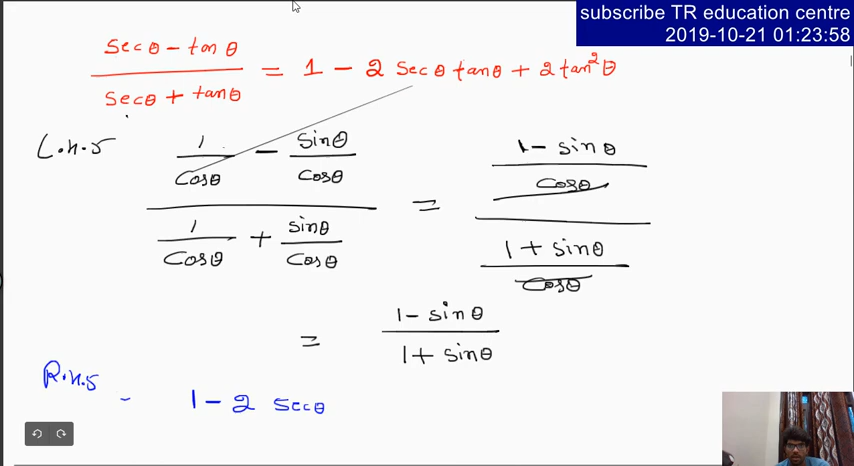 subscribe TR education centre
2019-10-21 01:23:58
secθ - tanθ / secθ + tanθ = 1 - 2 secθ tanθ + 2 tan²θ
L.H.S 1/cosθ - sinθ/cosθ / 1/cosθ + sinθ/cosθ = 1 - sinθ/cosθ / 1 + sinθ/cosθ
= 1 - sinθ / 1 + sinθ
R.H.S - 1 - 2 secθ